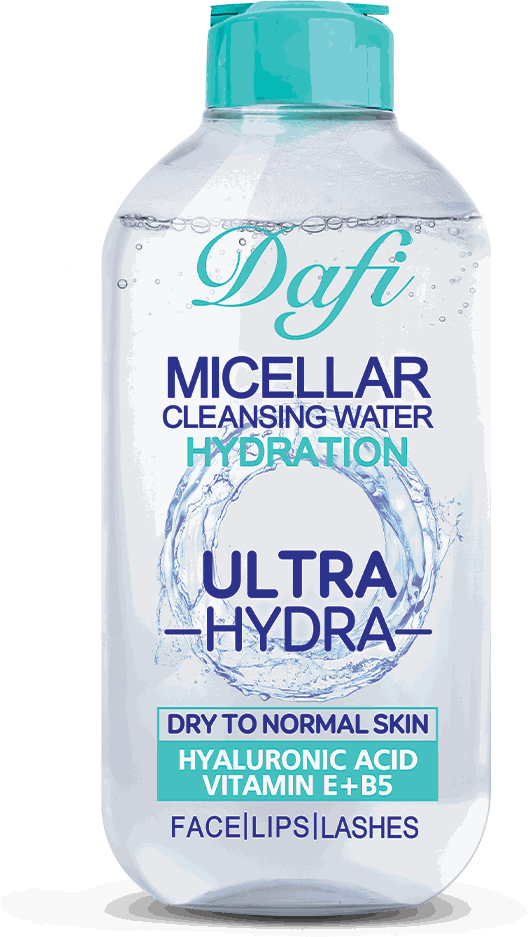 Dafi
MICELLAR
CLEANSING WATER
HYDRATION
ULTRA
—HYDRA—
DRY TO NORMAL SKIN
HYALURONIC ACID
VITAMIN E+B5
FACE|LIPS|LASHES